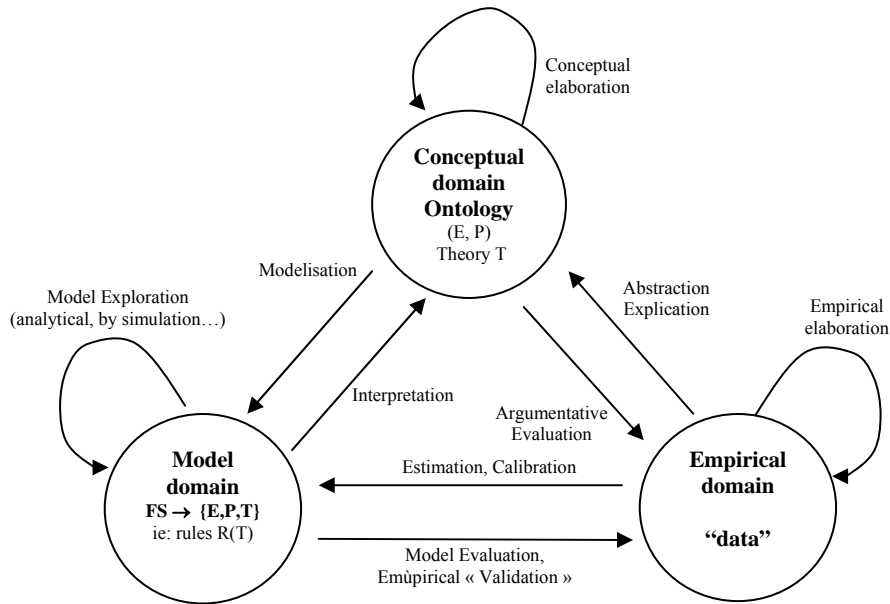 Conceptual
elaboration
Conceptual
domain
Ontology
(E, P)
Theory T
Modelisation
Abstraction
Explication
Model Exploration
(analytical, by simulation…)
Empirical
elaboration
Interpretation
Argumentative
Evaluation
Model
domain
FS → {E,P,T}
ie: rules R(T)
Estimation, Calibration
Empirical
domain
“data”
Model Evaluation,
Emùpirical « Validation »